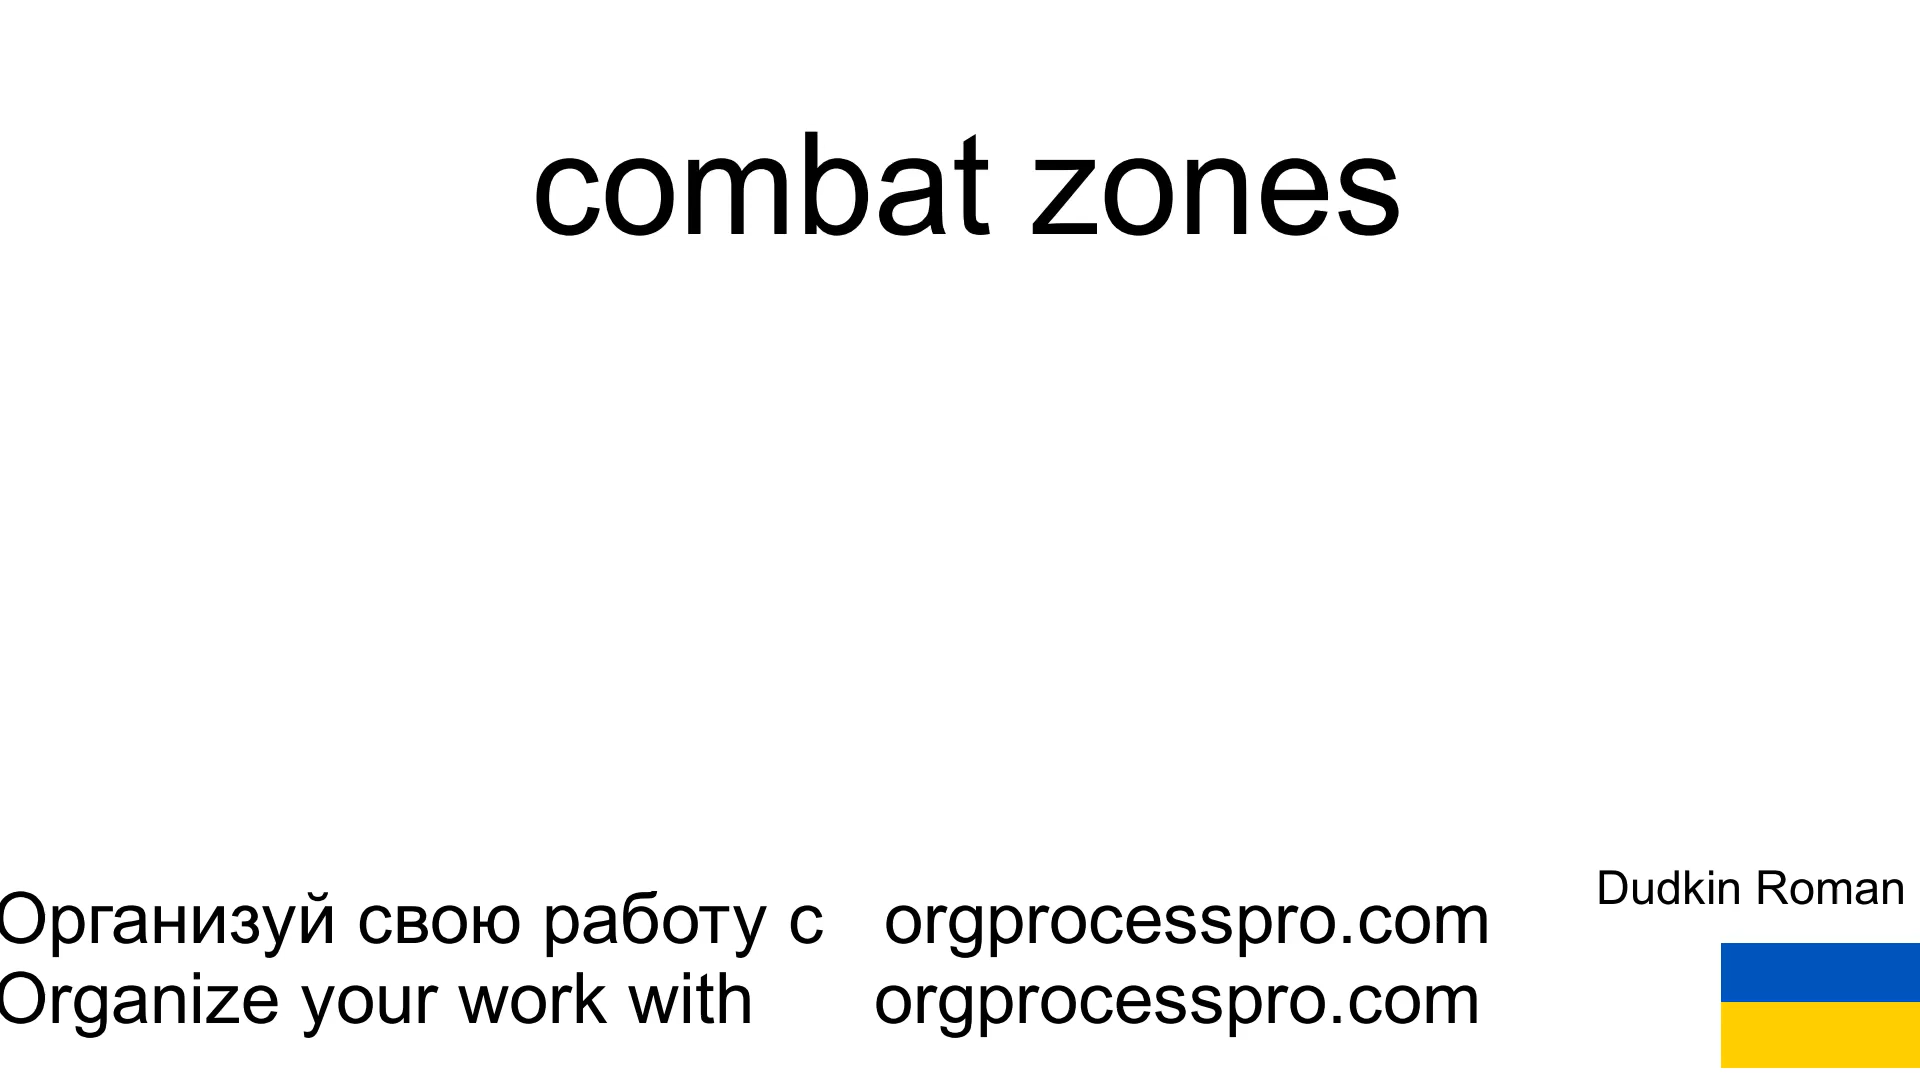 combat zones
Dudkin Roman
Организуй свою работу с orgprocesspro.com
Organize your work with orgprocesspro.com